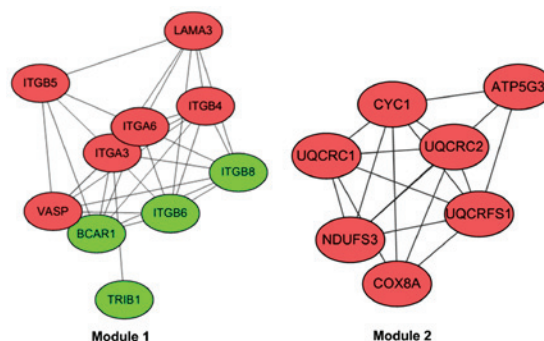 LAMA3
ITGB5
ITGB4
ITGA6
ITGA3
ITGB8
VASP
ITGB6
BCAR1
TRIB1
Module 1
ATP5G3
CYC1
UQCRC1
UQCRC2
UQCRFS1
NDUFS3
COX8A
Module 2